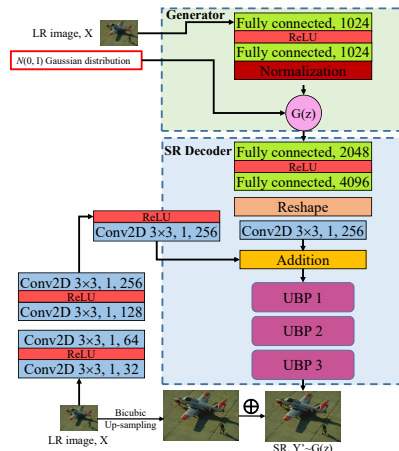 Generator
LR image, X
Fully connected, 1024
ReLU
Fully connected, 1024
Normalization
N(0, I) Gaussian distribution
G(z)
SR Decoder
Fully connected, 2048
ReLU
Fully connected, 4096
Reshape
ReLU
Conv2D 3×3, 1, 256
Conv2D 3×3, 1, 256
Addition
Conv2D 3×3, 1, 256
ReLU
Conv2D 3×3, 1, 128
UBP 1
Conv2D 3×3, 1, 64
ReLU
Conv2D 3×3, 1, 32
UBP 2
UBP 3
Bicubic
Up-sampling
LR image, X
SR, Y'~G(z)